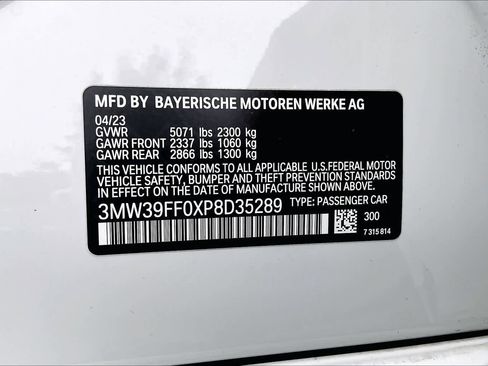 MFD BY BAYERISCHE MOTOREN WERKE AG
04/23
GVWR 5071 lbs 2300 kg
GAWR FRONT 2337 lbs 1060 kg
GAWR REAR 2866 lbs 1300 kg
THIS VEHICLE CONFORMS TO ALL APPLICABLE U.S.FEDERAL MOTOR
VEHICLE SAFETY, BUMPER AND THEFT PREVENTION STANDARDS
IN EFFECT ON THE DATE OF MANUFACTURE SHOWN ABOVE.
3MW39FF0XP8D35289 TYPE: PASSENGER CAR
300
7 315 814